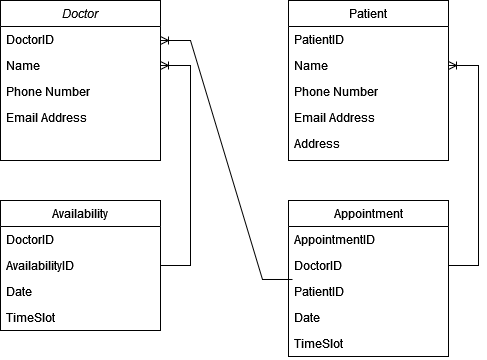 Doctor
DoctorID
Name
Phone Number
Email Address
Patient
PatientID
Name
Phone Number
Email Address
Address
Availability
DoctorID
AvailabilityID
Date
TimeSlot
Appointment
AppointmentID
DoctorID
PatientID
Date
TimeSlot